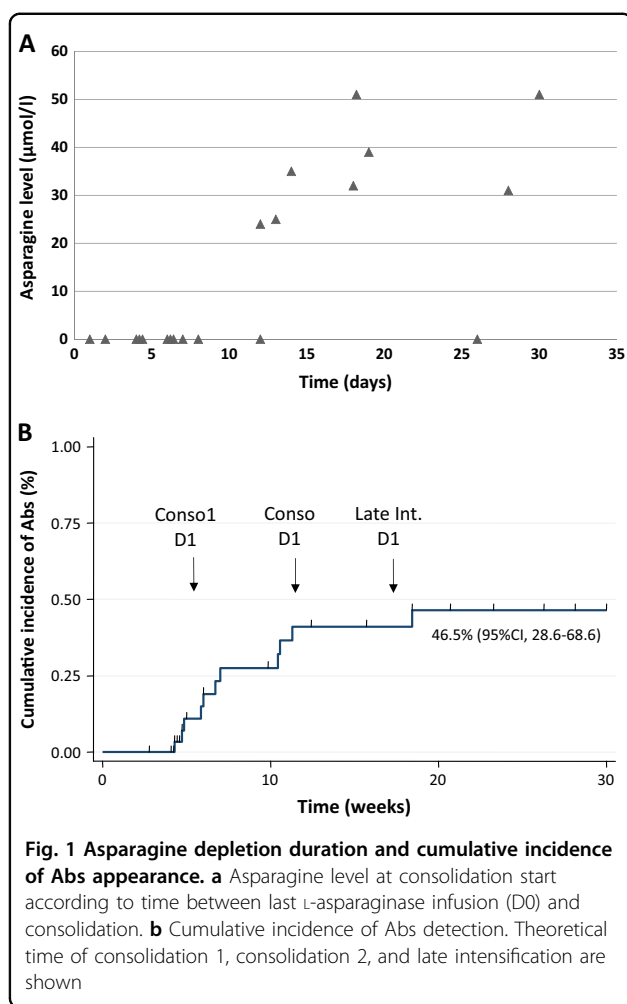 A
60
50
40
30
20
10
0
Asparagine level (µmol/l)
0 5 10 15 20 25 30 35
Time (days)
B
1.00
0.75
0.50
0.25
0.00
Cumulative incidence of Abs (%)
Conso1
D1
Conso
D1
Late Int.
D1
46.5% (95%CI, 28.6-68.6)
0 10 20 30
Time (weeks)
Fig. 1 Asparagine depletion duration and cumulative incidence
of Abs appearance. a Asparagine level at consolidation start
according to time between last L-asparaginase infusion (D0) and
consolidation. b Cumulative incidence of Abs detection. Theoretical
time of consolidation 1, consolidation 2, and late intensification are
shown